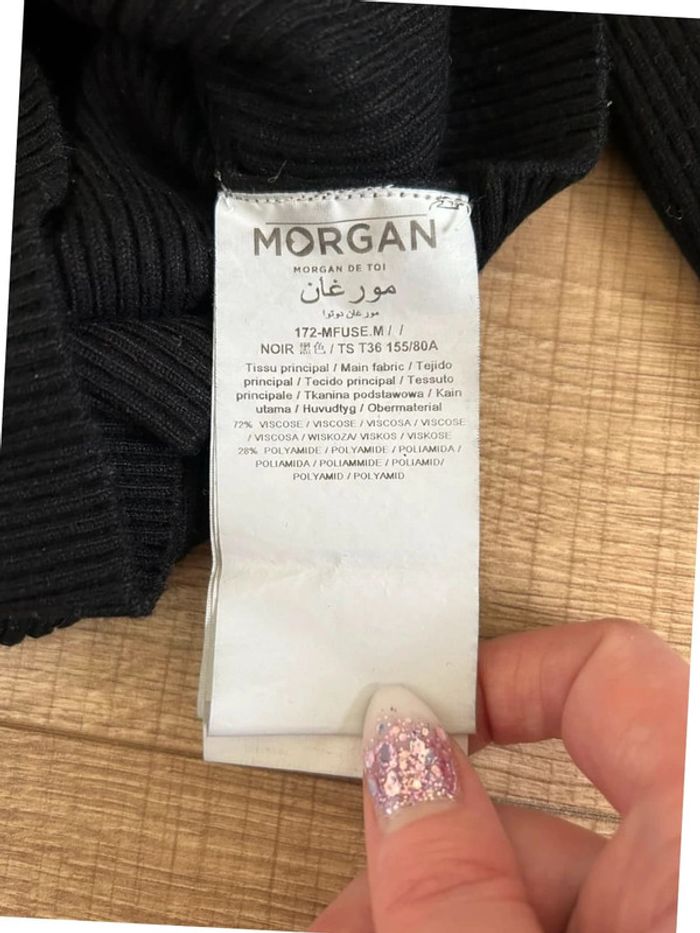 MORGAN
MORGAN DE TOI
مورغان
مورغان دوتوا
172-MFUSE.M / /
NOIR 黑色 / TS T36 155/80A
Tissu principal / Main fabric / Tejido
principal / Tecido principal / Tessuto
principale / Tkanina podstawowa / Kain
utama / Huvudtyg / Obermaterial
72% VISCOSE / VISCOSE / VISCOSA / VISCOSE
/ VISCOSA / WISKOZA/ VISKOS / VISKOSE
28% POLYAMIDE / POLYAMIDE / POLIAMIDA /
POLIAMIDA / POLIAMMIDE / POLIAMID/
POLYAMID / POLYAMID